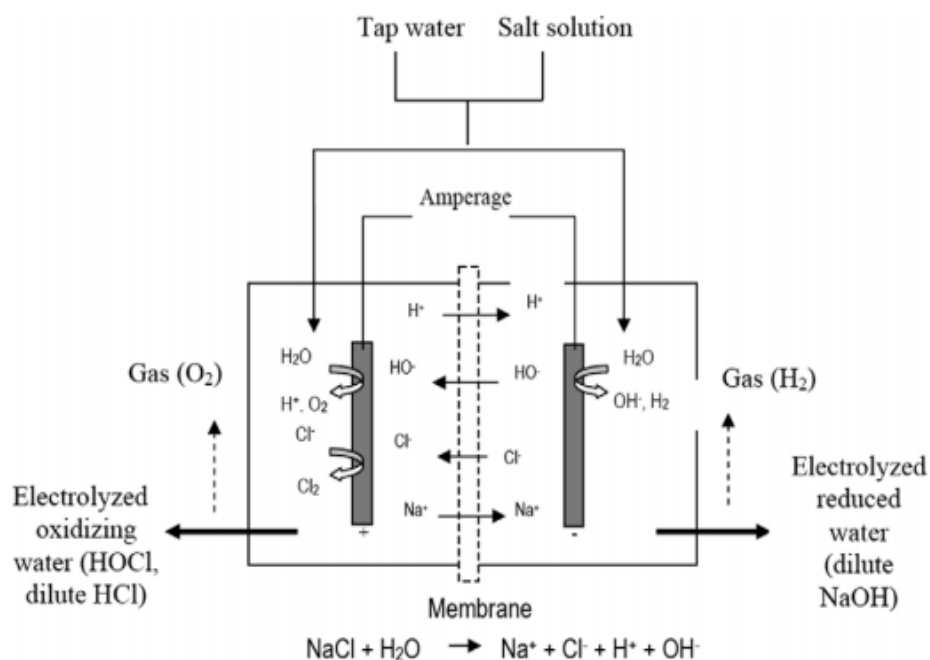 Tap water
Salt solution
Amperage
H⁺
H⁺
H₂O
HO⁻
HO⁻
H₂O
Gas (O₂)
Gas (H₂)
H⁺. O₂
OH⁻, H₂
Cl⁻
Cl⁻
Cl⁻
Cl₂
Na⁺
Na⁺
Electrolyzed
oxidizing
water (HOCl,
dilute HCl)
Electrolyzed
reduced
water
(dilute
NaOH)
+
-
Membrane
NaCl + H₂O → Na⁺ + Cl⁻ + H⁺ + OH⁻